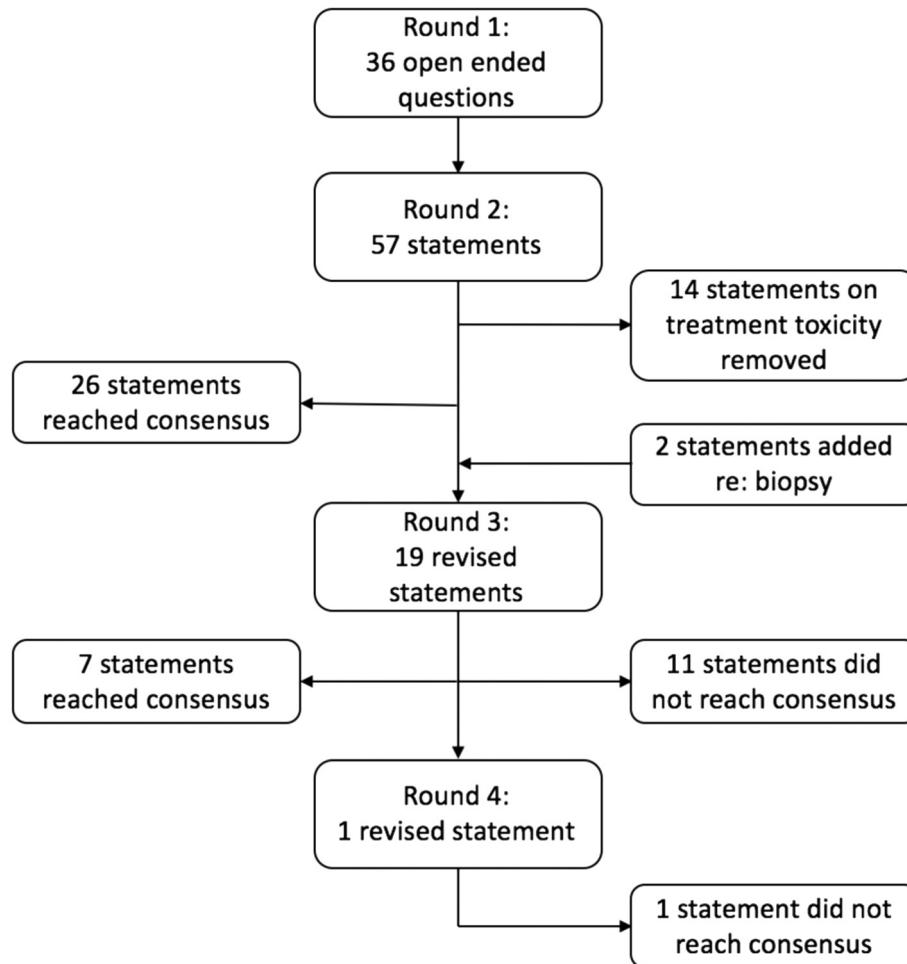 Round 1:
36 open ended
questions
Round 2:
57 statements
14 statements on
treatment toxicity
removed
26 statements
reached consensus
2 statements added
re: biopsy
Round 3:
19 revised
statements
7 statements
reached consensus
11 statements did
not reach consensus
Round 4:
1 revised statement
1 statement did not
reach consensus